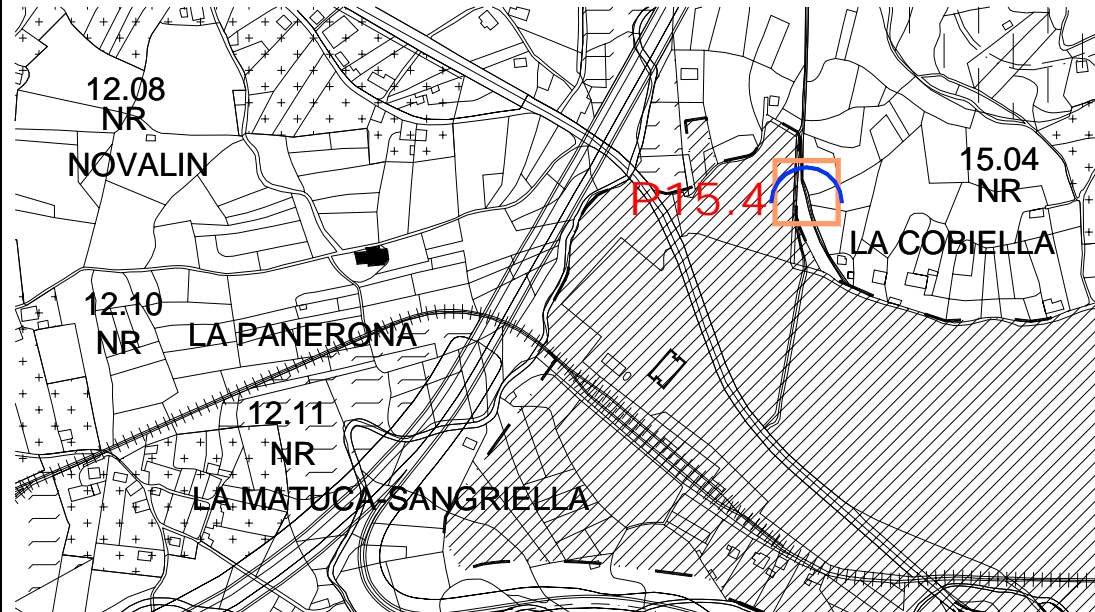 12.08
NR
NOVALIN
P15.4
15.04
NR
LA COBIELLA
12.10
NR
LA PANERONA
12.11
NR
LA MATUCA-SANGRIELLA